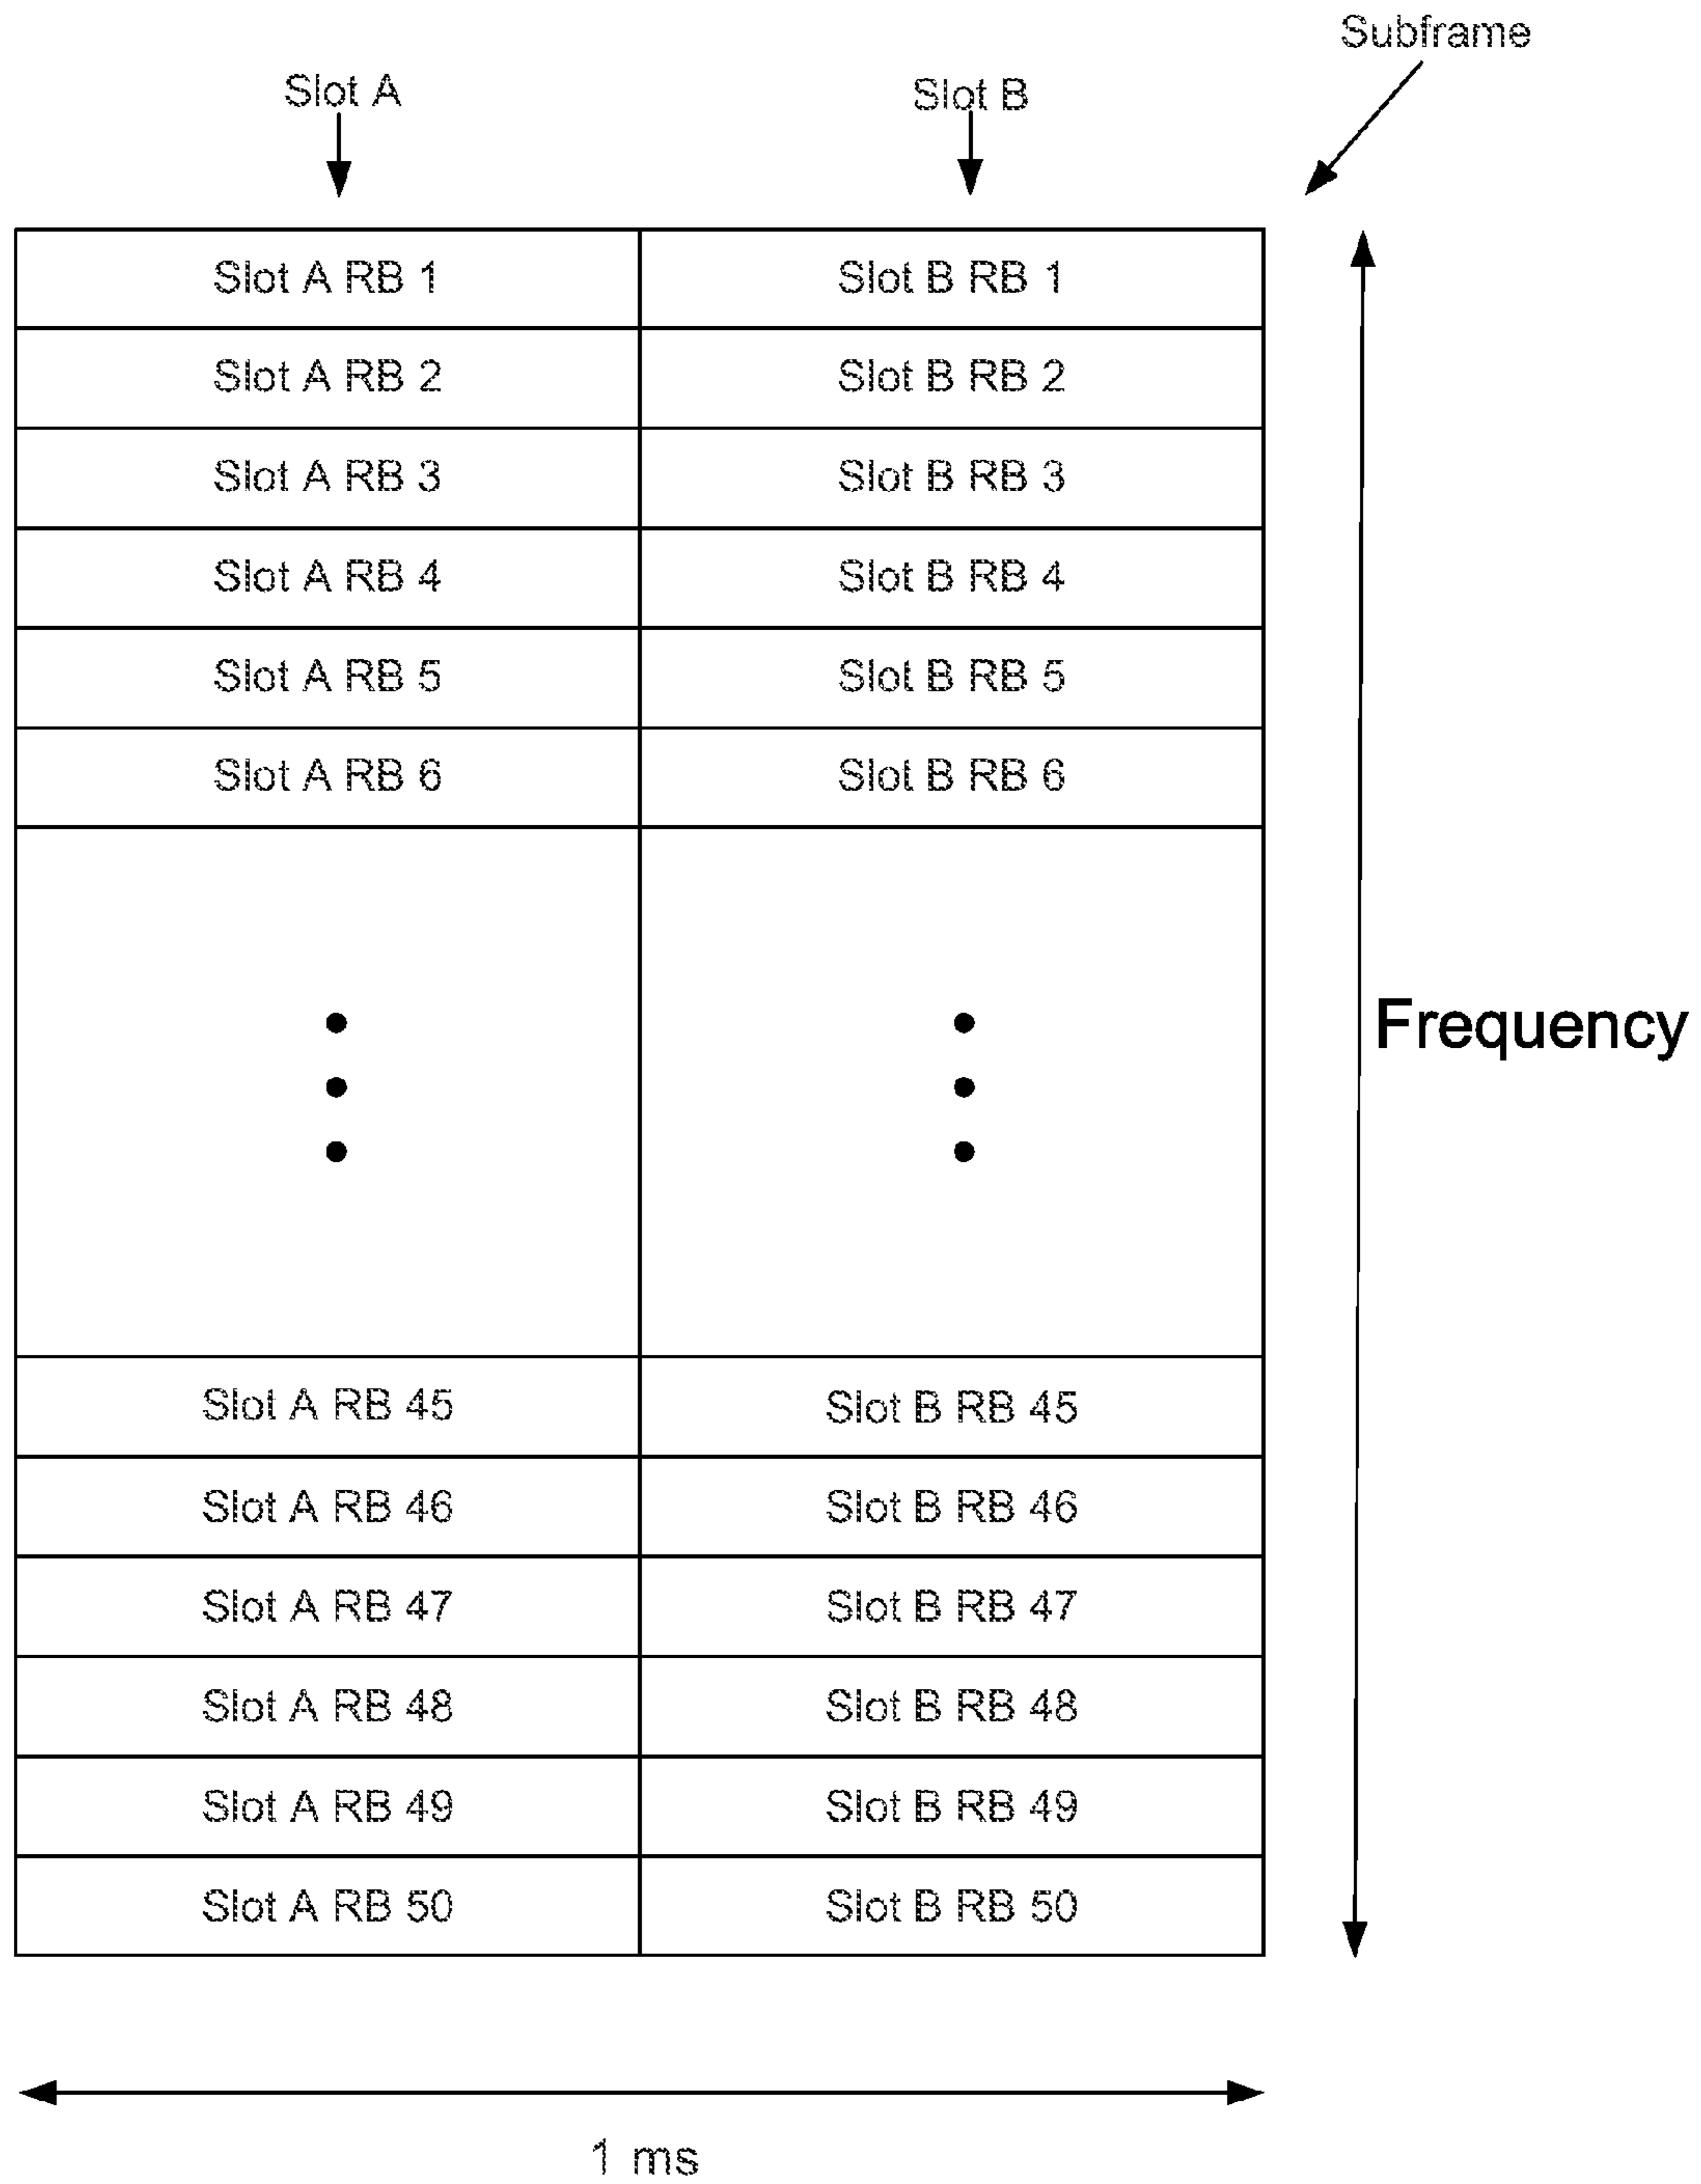 Subframe
Slot A
Slot B
Slot A RB 1
Slot B RB 1
Slot A RB 2
Slot B RB 2
Slot A RB 3
Slot B RB 3
Slot A RB 4
Slot B RB 4
Slot A RB 5
Slot B RB 5
Slot A RB 6
Slot B RB 6
Frequency
Slot A RB 45
Slot B RB 45
Slot A RB 46
Slot B RB 46
Slot A RB 47
Slot B RB 47
Slot A RB 48
Slot B RB 48
Slot A RB 49
Slot B RB 49
Slot A RB 50
Slot B RB 50
1 ms